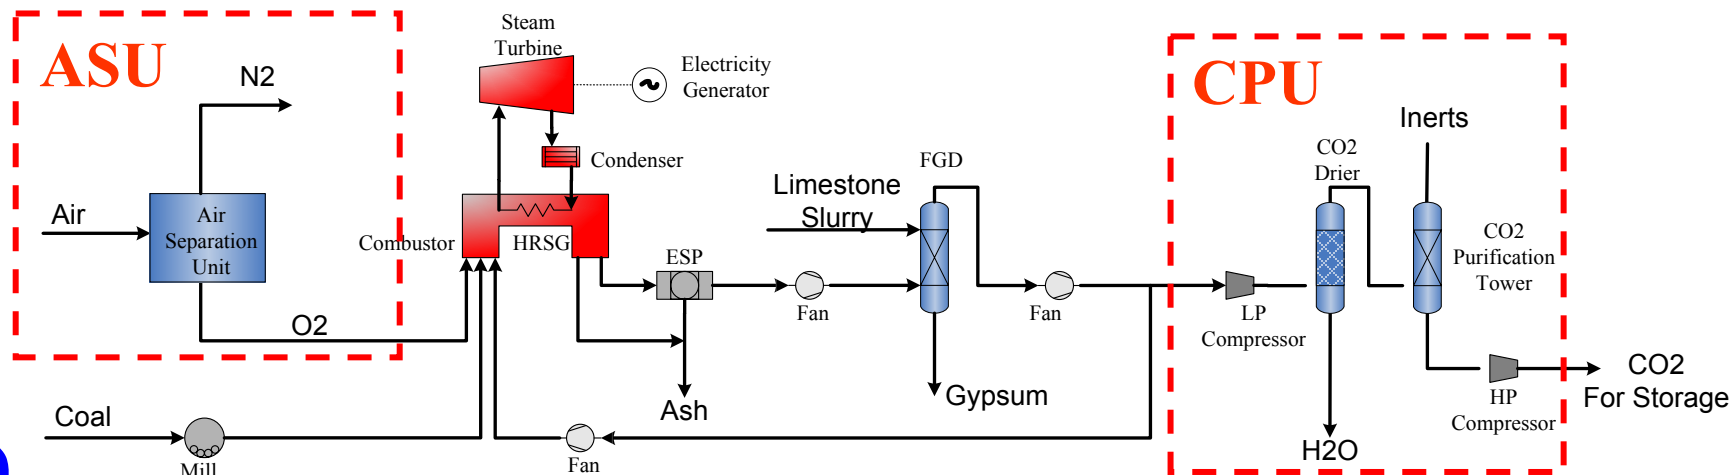 ASU
N2
Air
Air
Separation
Unit
O2
Coal
Mill
Steam
Turbine
Electricity
Generator
Condenser
Combustor
HRSG
ESP
Ash
Fan
Fan
Limestone
Slurry
FGD
Gypsum
Fan
CPU
LP
Compressor
CO2
Drier
H2O
Inerts
CO2
Purification
Tower
HP
Compressor
CO2
For Storage